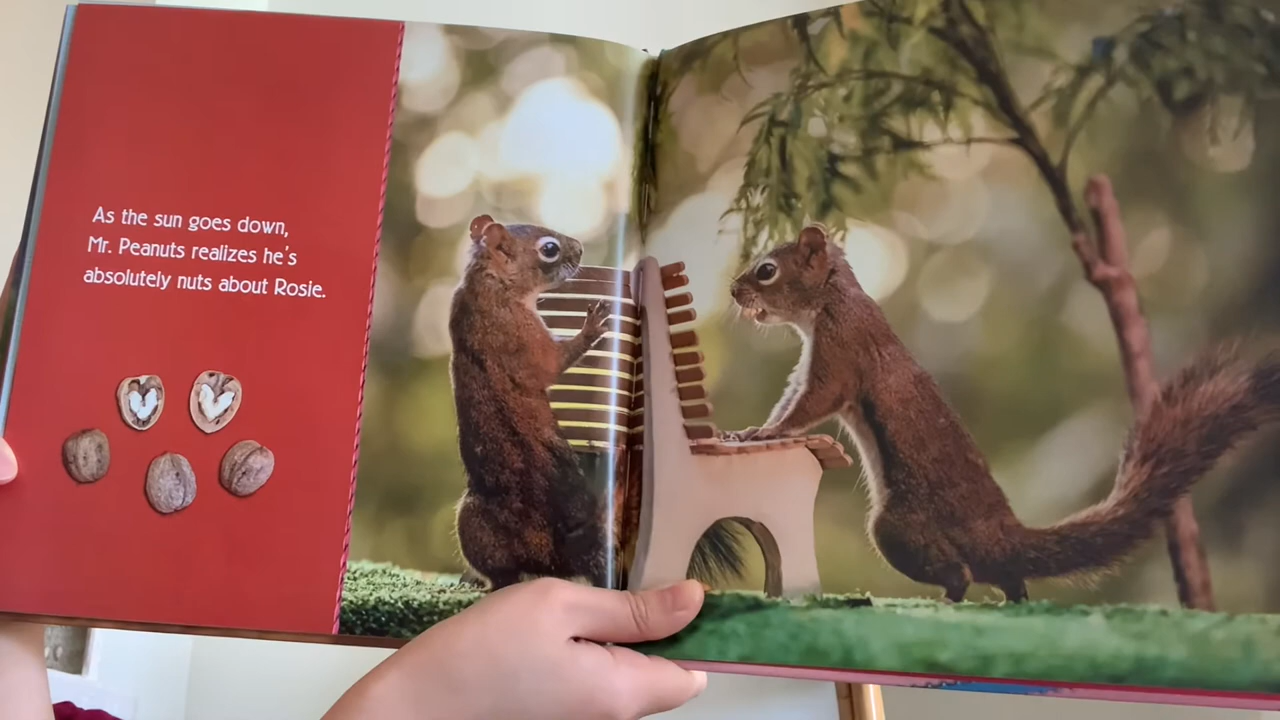 As the sun goes down,
Mr. Peanuts realizes he's
absolutely nuts about Rosie.